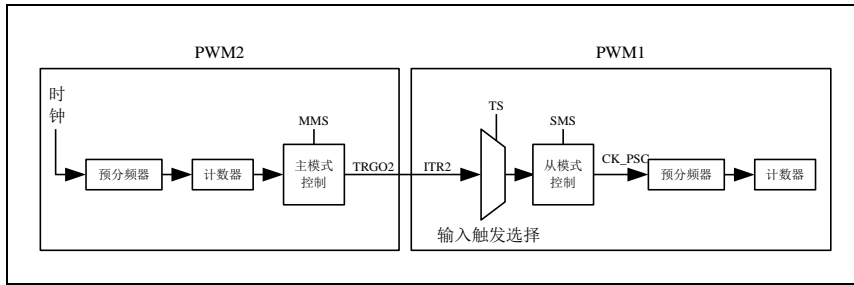 PWM2
PWM1
时
钟
MMS
TS
SMS
预分频器
计数器
主模式
控制
TRGO2
ITR2
从模式
控制
CK_PSC
预分频器
计数器
输入触发选择